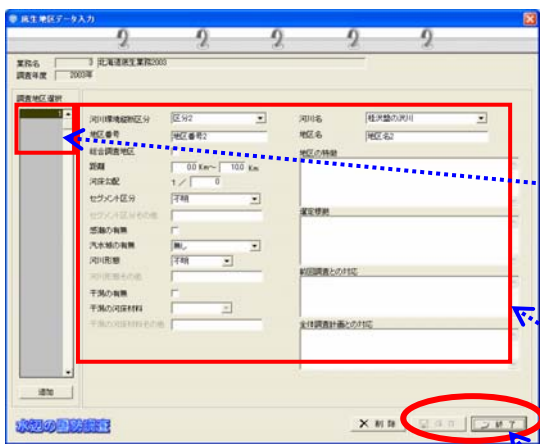 底生地区データ入力
業務名 3 北海道底生業務2003
調査年度 2003年
調査地区選択
1
河川環境縦断区分 区分2
河川名
地区番号 地区番号2
地区名 地区名2
総合調査地区
地区の特徴
距離 0.0 Km～ 10.0 Km
河床勾配 1／ 0
セグメント区分 不明
セグメント区分その他
選定根拠
感潮の有無
汽水域の有無 無し
河川形態 不明
河川形態その他
前回調査との対応
干潟の有無
干潟の河床材料
干潟の河床材料その他
全体調査計画との対応
追加
水辺の国勢調査
削除
保存
終了